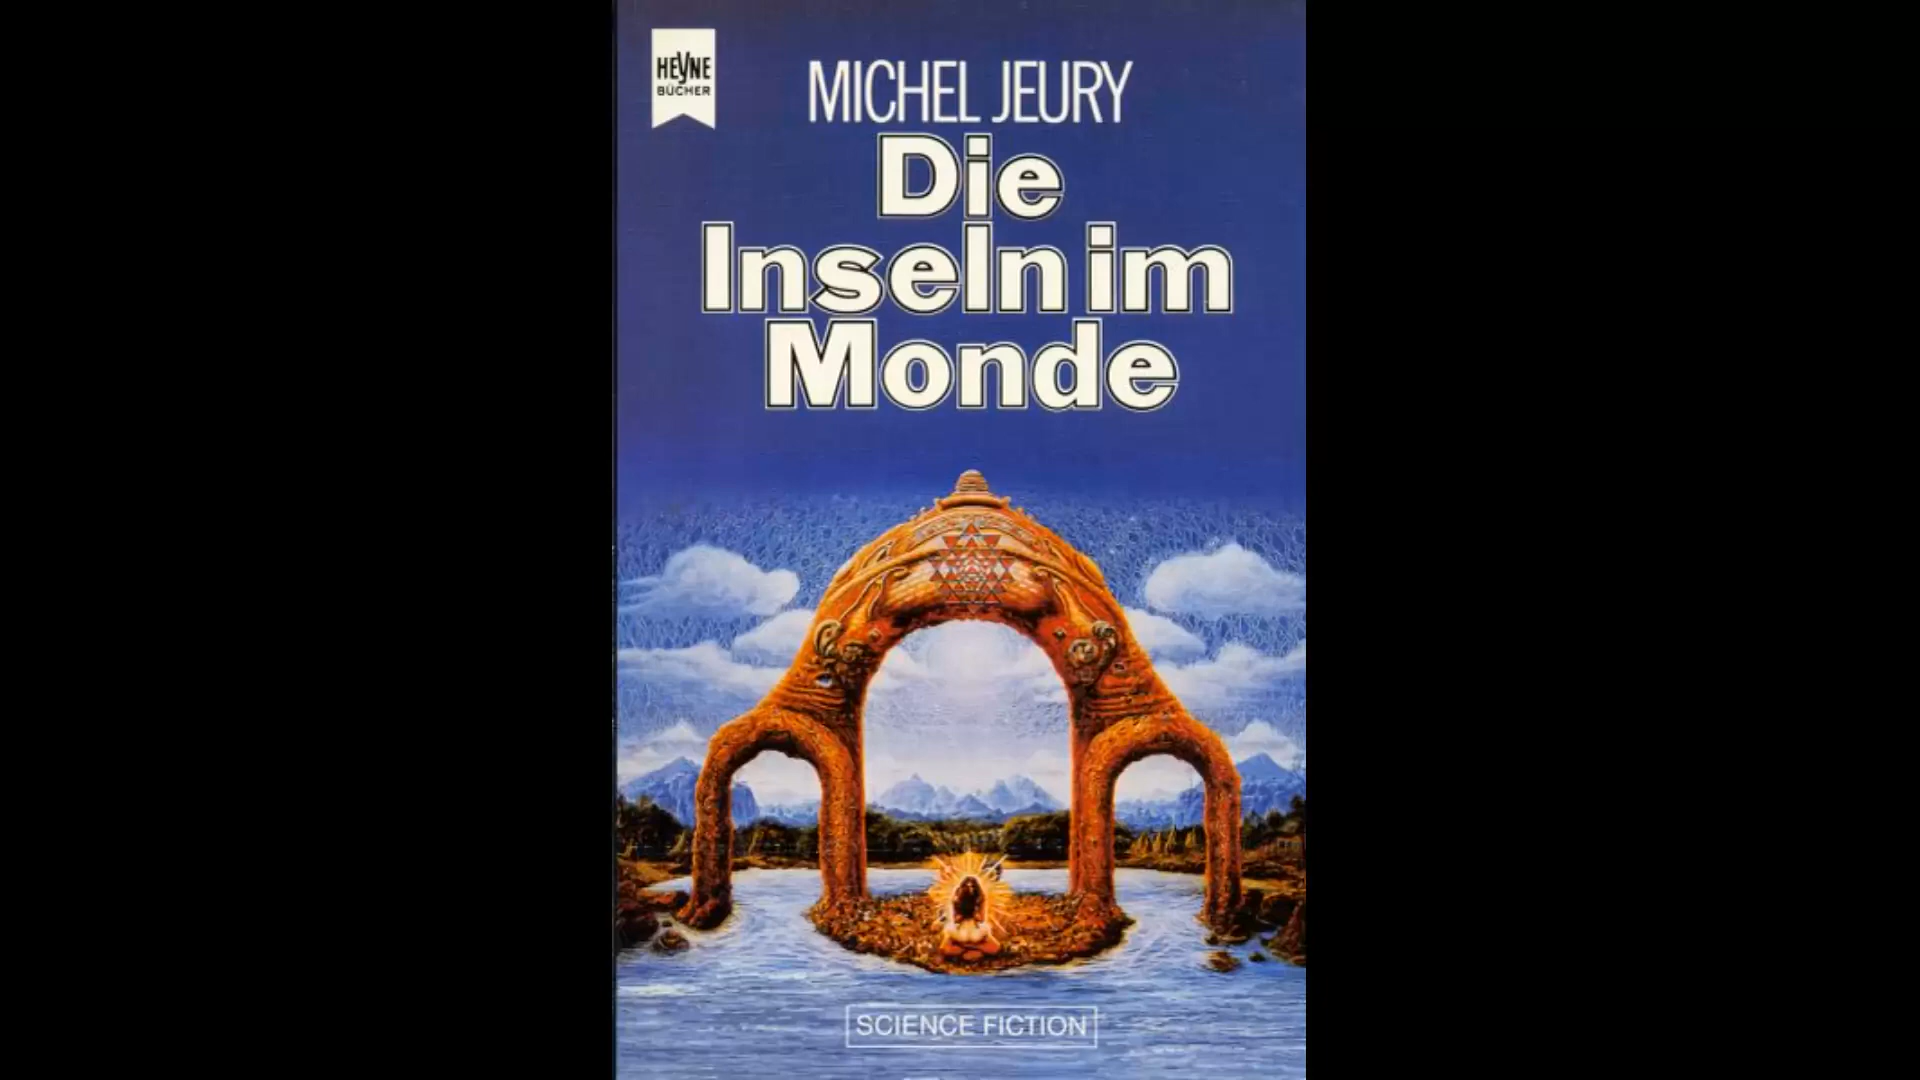 HEYNE
BÜCHER
MICHEL JEURY
Die
Inseln im
Monde
SCIENCE FICTION